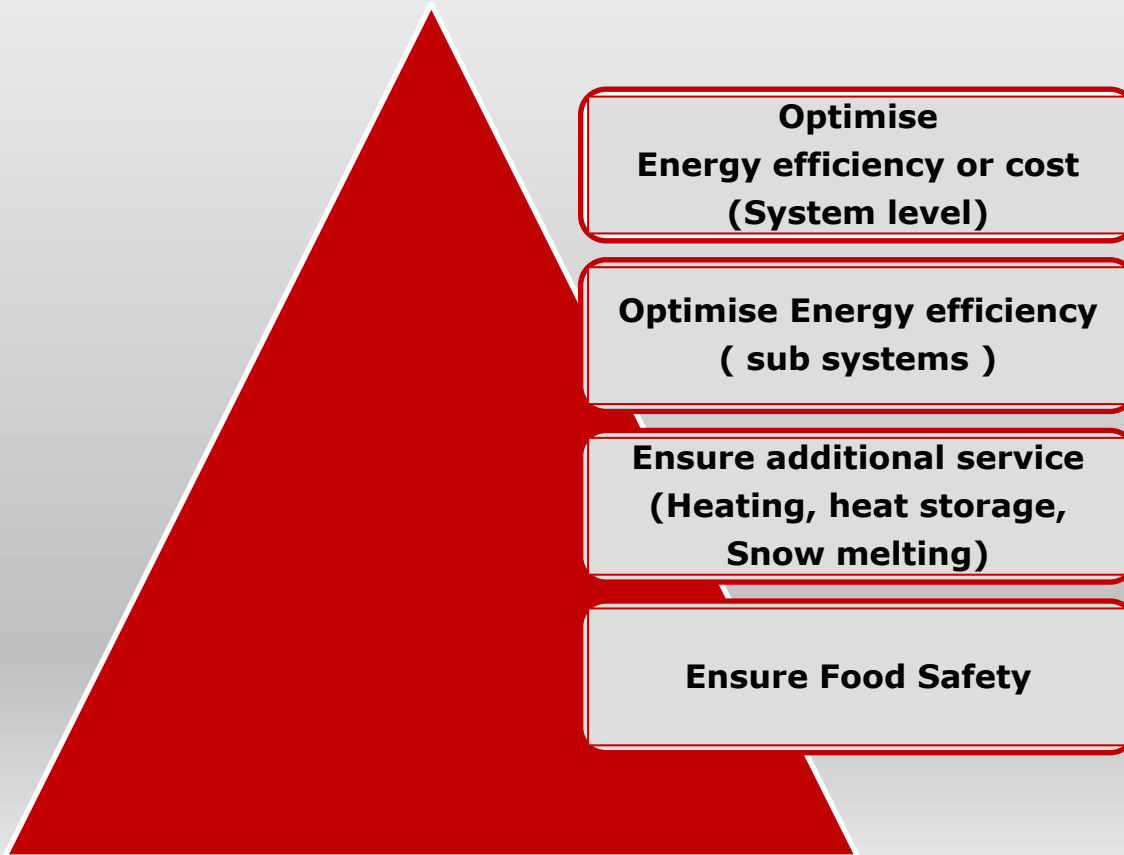 Optimise
Energy efficiency or cost
(System level)
Optimise Energy efficiency
( sub systems )
Ensure additional service
(Heating, heat storage,
Snow melting)
Ensure Food Safety